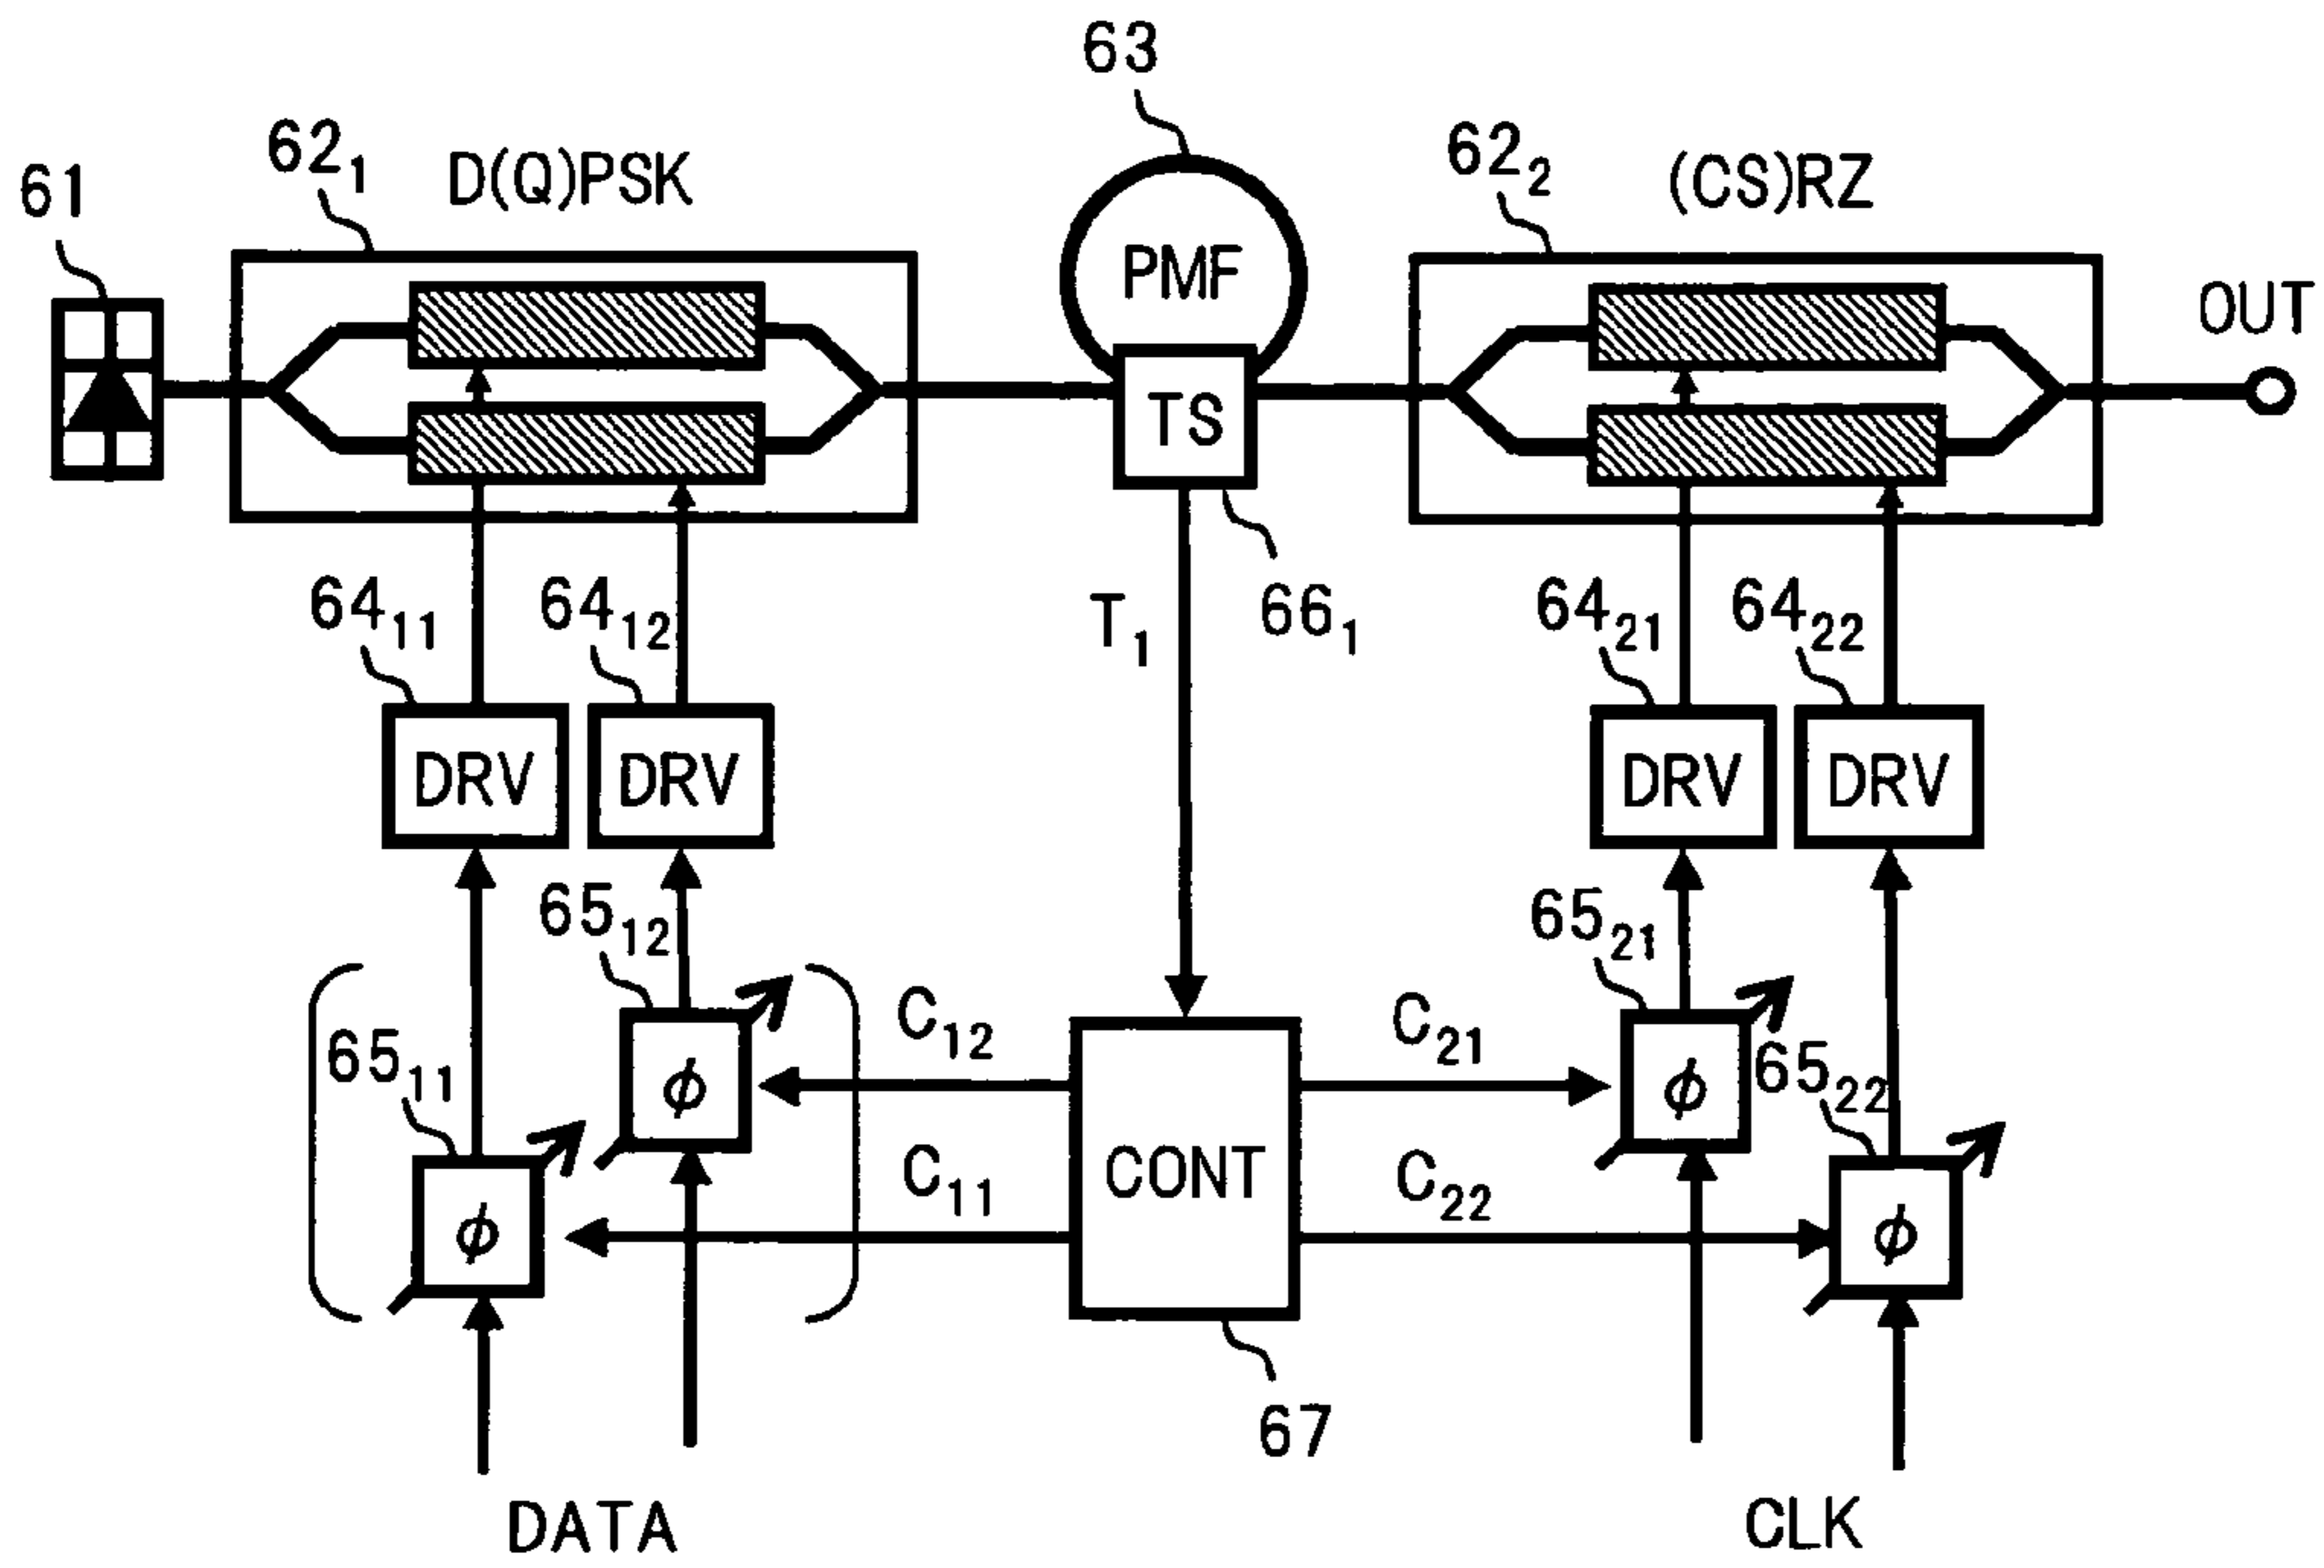 63
62₁ D(Q)PSK 62₂ (CS)RZ
61
PMF
OUT
TS
64₁₁ 64₁₂ T₁ 66₁ 64₂₁ 64₂₂
DRV DRV DRV DRV
65₁₂ 65₂₁
C₁₂ C₂₁
65₁₁ ϕ ϕ 65₂₂
C₁₁ CONT C₂₂
ϕ ϕ
67
DATA CLK